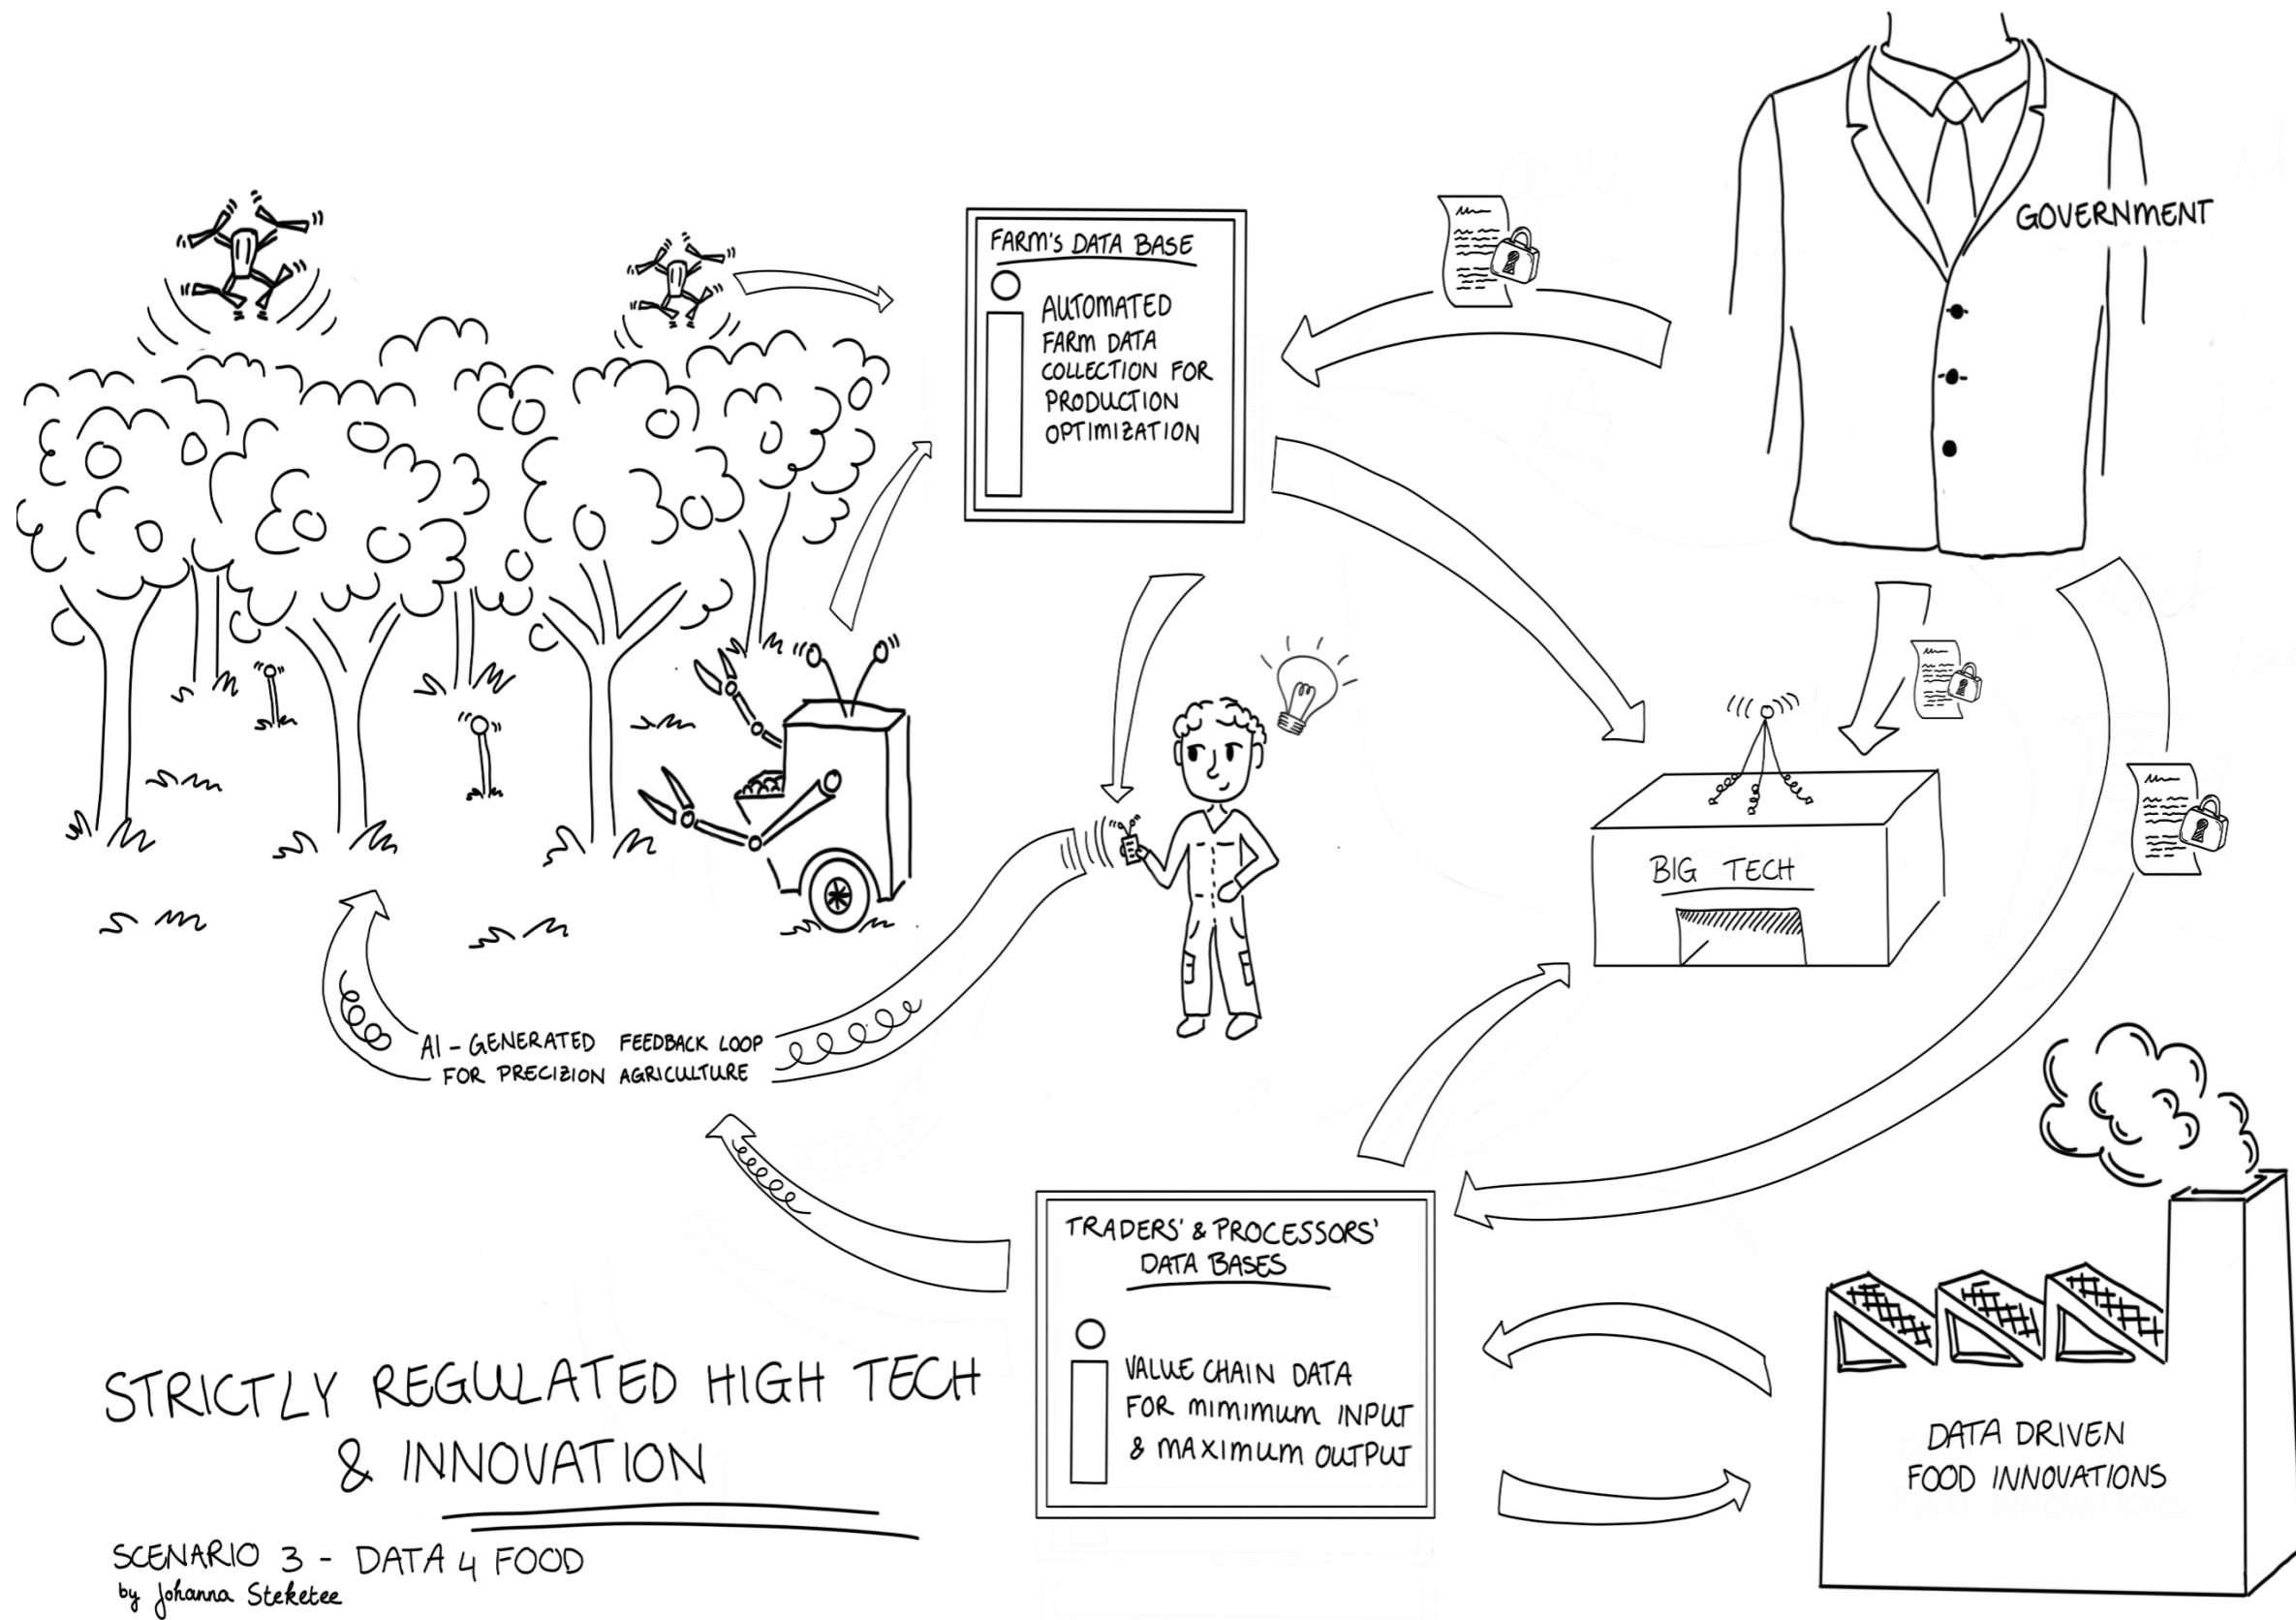 GOVERNMENT
FARM'S DATA BASE
AUTOMATED
FARM DATA
COLLECTION FOR
PRODUCTION
OPTIMIZATION
BIG TECH
AI-GENERATED FEEDBACK LOOP
FOR PRECIZION AGRICULTURE
TRADERS' & PROCESSORS'
DATA BASES
VALUE CHAIN DATA
FOR MIMIMUM INPUT
& MAXIMUM OUTPUT
DATA DRIVEN
FOOD INNOVATIONS
STRICTLY REGULATED HIGH TECH
& INNOVATION
SCENARIO 3 - DATA 4 FOOD
by Johanna Steketee